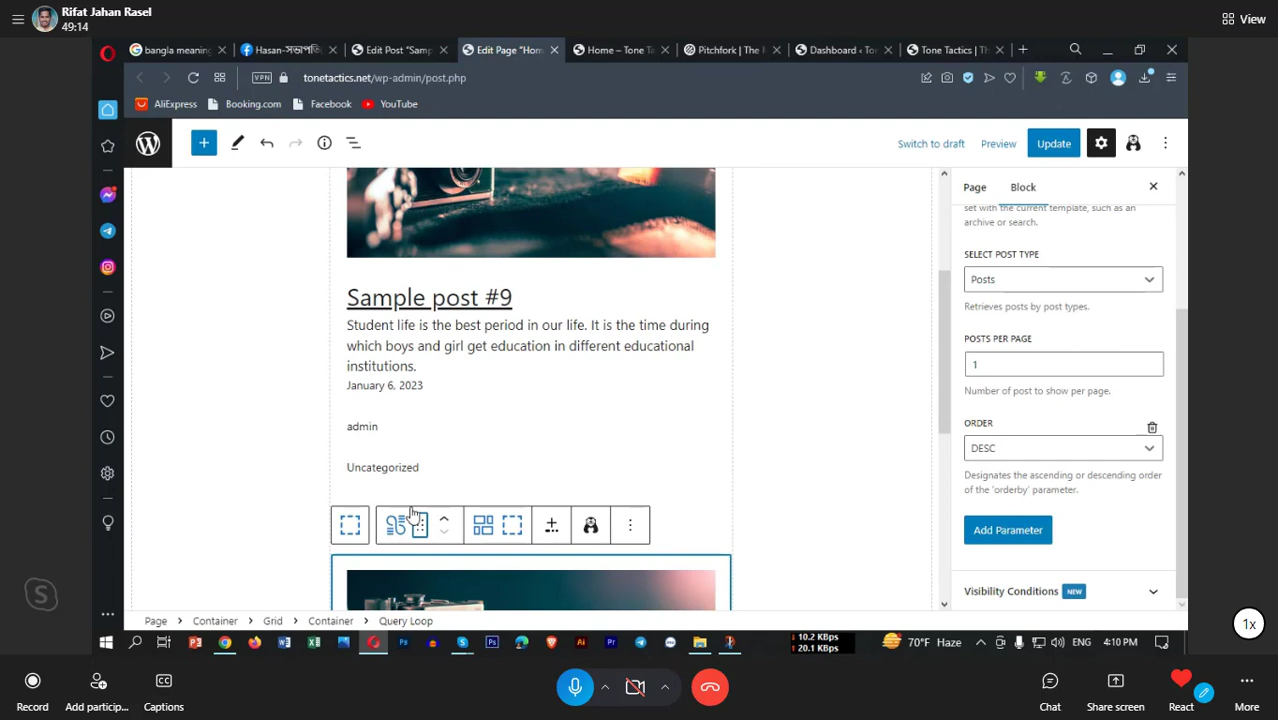 Rifat Jahan Rasel
49:14
View
bangla meaning
Hasan-সভাপতি
Edit Post "Samp
Edit Page "Hom
Home – Tone Ta
Pitchfork | The M
Dashboard ‹ Ton
Tone Tactics | Th
VPN
tonetactics.net/wp-admin/post.php
AliExpress
Booking.com
Facebook
YouTube
Switch to draft
Preview
Update
Page
Block
set with the current template, such as an
archive or search.
SELECT POST TYPE
Posts
Retrieves posts by post types.
POSTS PER PAGE
1
Number of post to show per page.
ORDER
DESC
Designates the ascending or descending order
of the 'orderby' parameter.
Add Parameter
Visibility Conditions NEW
Sample post #9
Student life is the best period in our life. It is the time during
which boys and girl get education in different educational
institutions.
January 6, 2023
admin
Uncategorized
Page
Container
Grid
Container
Query Loop
1x
10.2 KBps
20.1 KBps
70°F Haze
ENG
4:10 PM
Record
Add particip...
Captions
Chat
Share screen
React
More